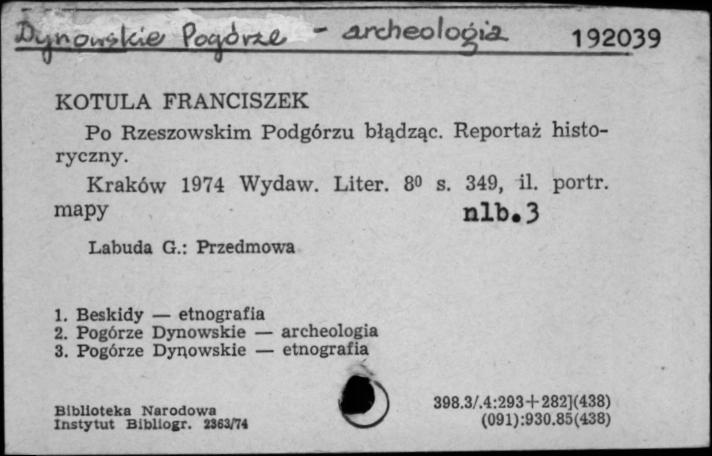 Dynowskie Pogórze - archeologia 192039
KOTULA FRANCISZEK
Po Rzeszowskim Podgórzu błądząc. Reportaż histo-
ryczny.
Kraków 1974 Wydaw. Liter. 8⁰ s. 349, il. portr.
mapy nlb.3
Labuda G.: Przedmowa
1. Beskidy — etnografia
2. Pogórze Dynowskie — archeologia
3. Pogórze Dynowskie — etnografia
Biblioteka Narodowa
Instytut Bibliogr. 2363/74
398.3/.4:293+282](438)
(091):930.85(438)